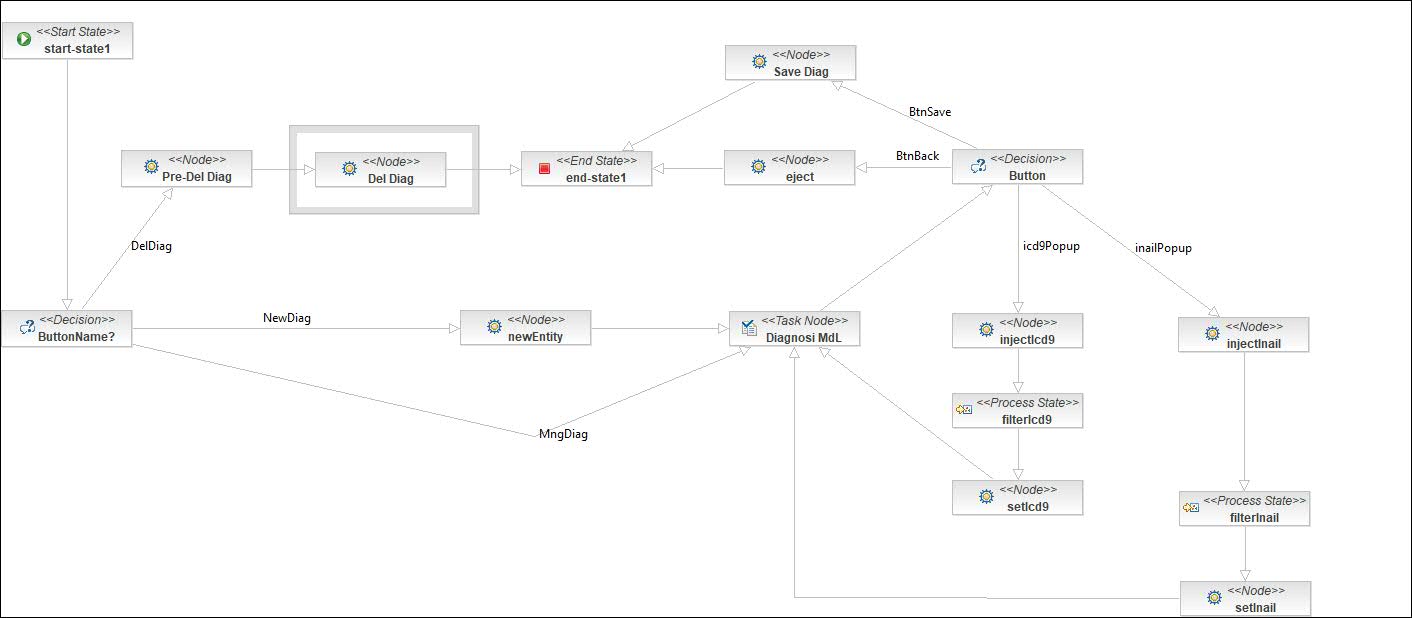 <<Start State>>
start-state1
<<Node>>
Save Diag
BtnSave
<<Node>>
Pre-Del Diag
<<Node>>
Del Diag
<<End State>>
end-state1
<<Node>>
eject
BtnBack
<<Decision>>
Button
DelDiag
icd9Popup
inailPopup
<<Decision>>
ButtonName?
NewDiag
<<Node>>
newEntity
<<Task Node>>
Diagnosi MdL
<<Node>>
injectIcd9
<<Node>>
injectInail
<<Process State>>
filterIcd9
MngDiag
<<Node>>
setIcd9
<<Process State>>
filterInail
<<Node>>
setInail